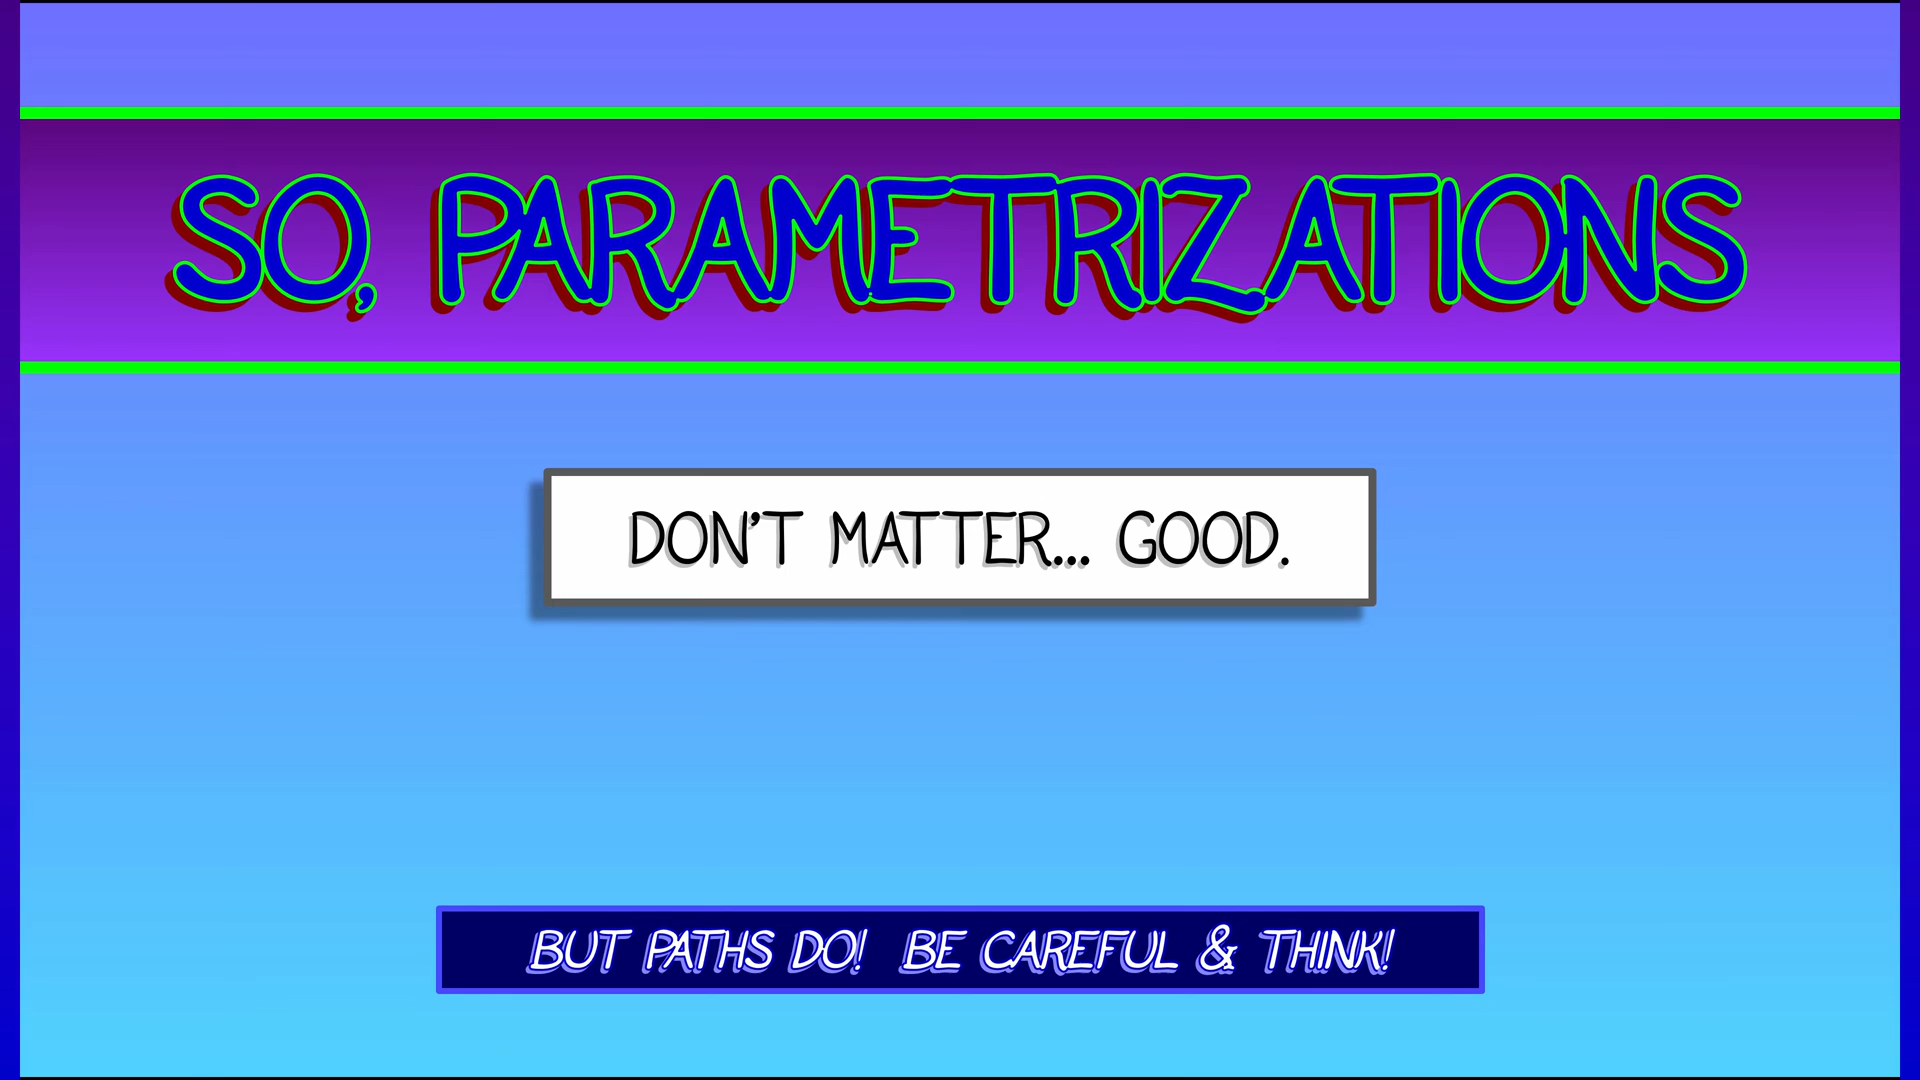 SO, PARAMETRIZATIONS
DON'T MATTER... GOOD.
BUT PATHS DO! BE CAREFUL & THINK!